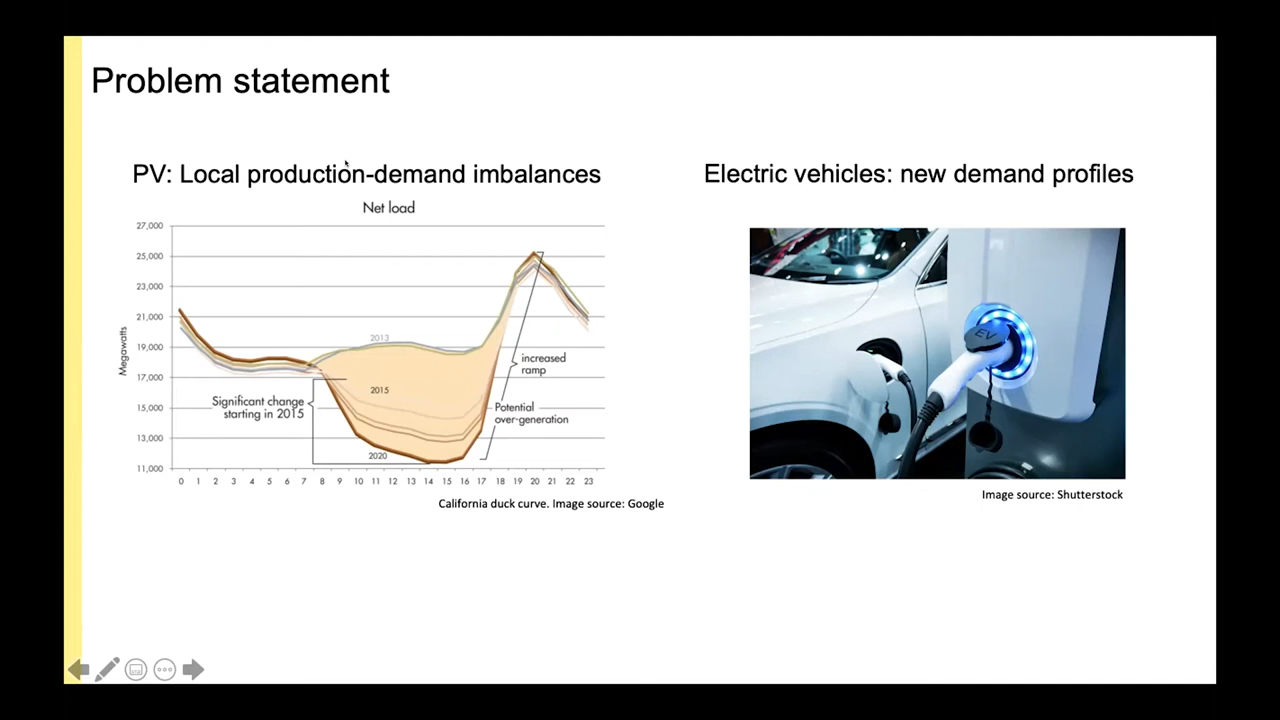 Problem statement
PV: Local production-demand imbalances
Net load
27,000
25,000
23,000
21,000
19,000
17,000
15,000
13,000
11,000
Megawatts
2013
2015
2020
Significant change
starting in 2015
increased
ramp
Potential
over-generation
0 1 2 3 4 5 6 7 8 9 10 11 12 13 14 15 16 17 18 19 20 21 22 23
California duck curve. Image source: Google
Electric vehicles: new demand profiles
EV
Image source: Shutterstock